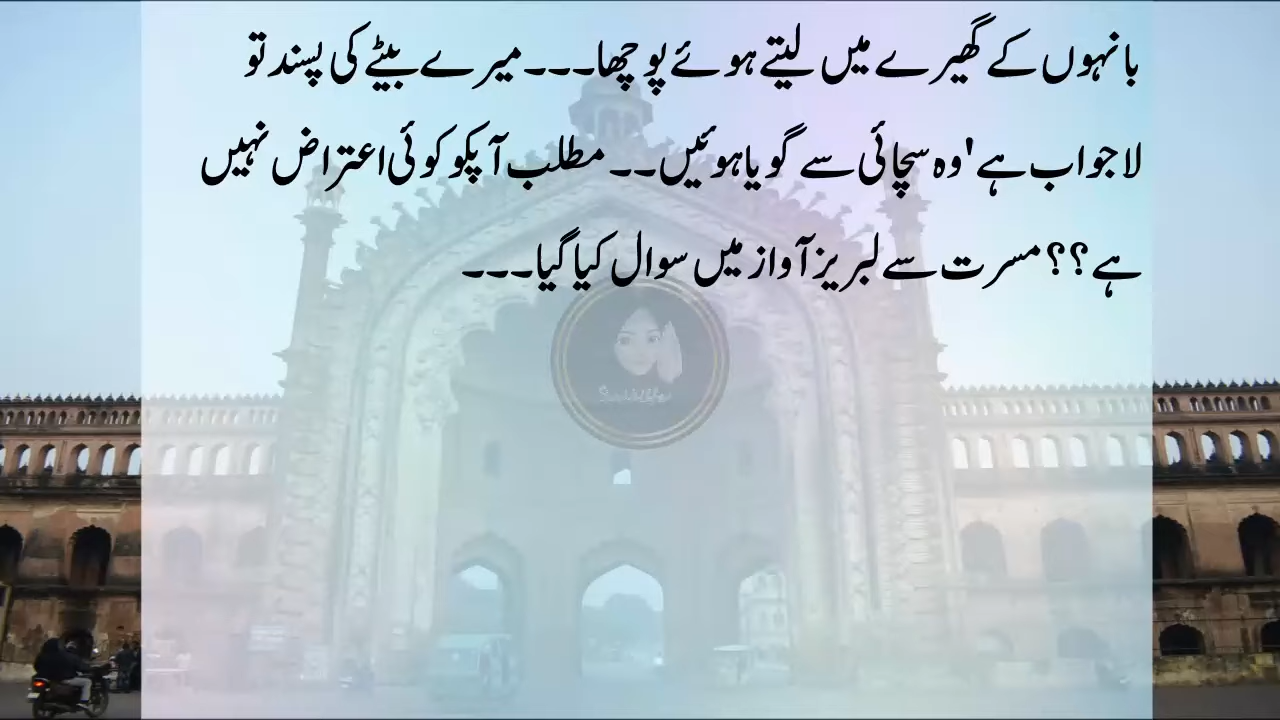 بانہوں کے گھیرے میں لیتے ہوئے پوچھا۔۔۔میرے بیٹے کی پسند تو
لاجواب ہے'وہ سچائی سے گویا ہوئیں۔۔مطلب آپکو کوئی اعتراض نہیں
ہے؟؟مسرت سے لبریز آواز میں سوال کیا گیا۔۔۔